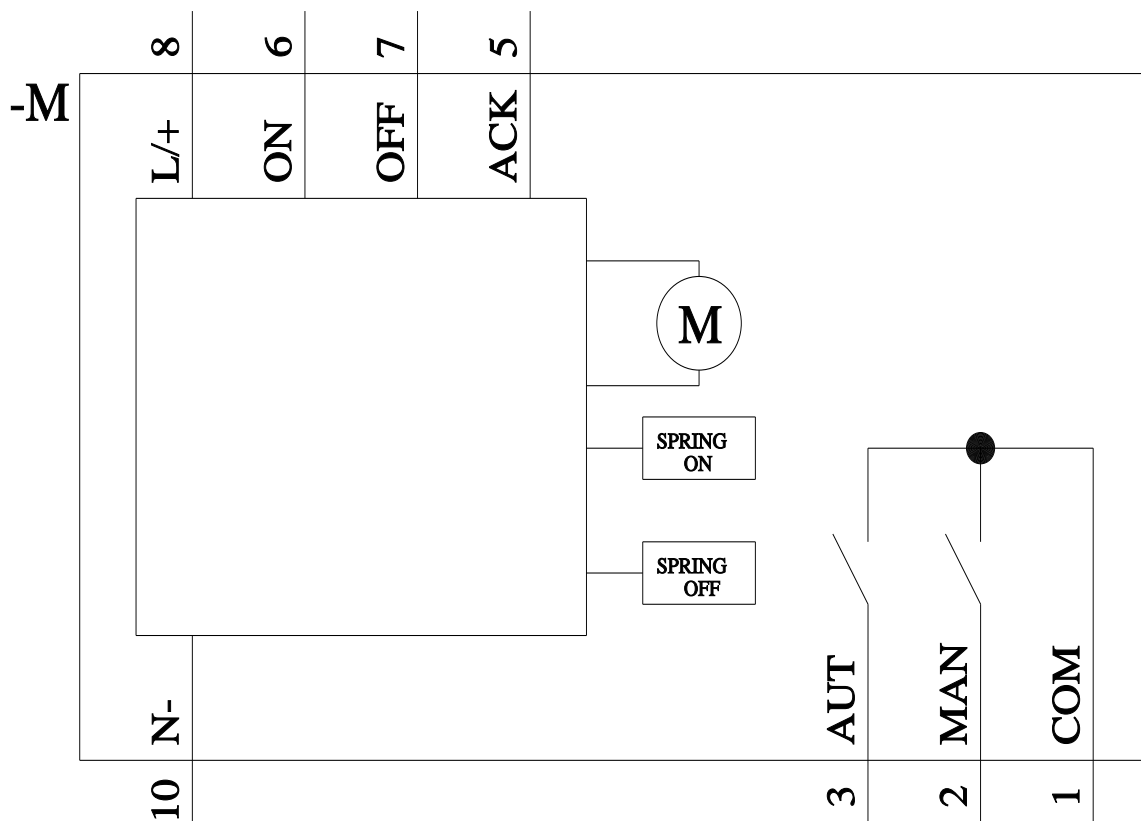 8
6
7
5
-M
L/+
ON
OFF
ACK
M
SPRING
ON
SPRING
OFF
N-
AUT
MAN
COM
10
3
2
1